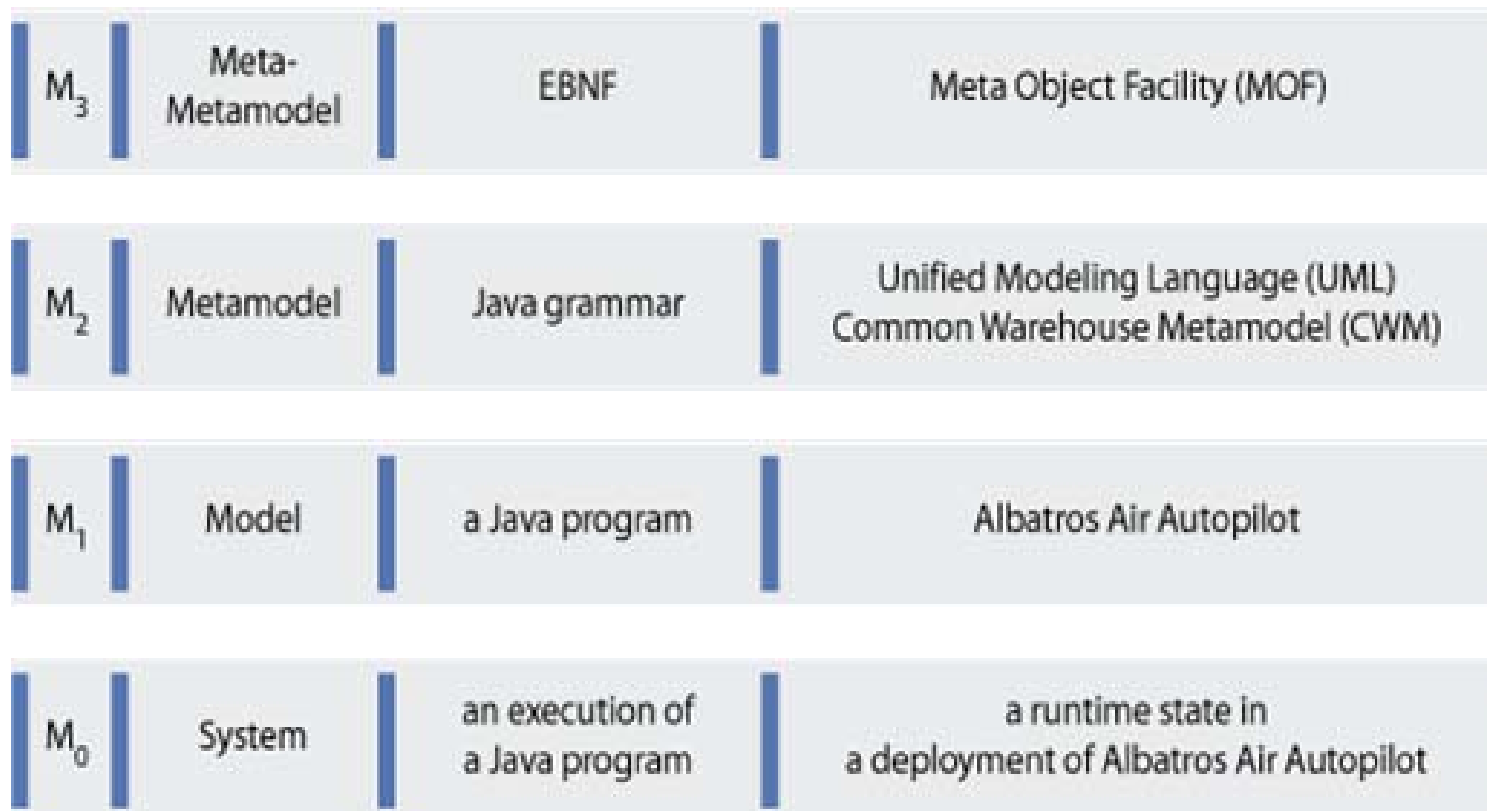 M3
Meta-
Metamodel
EBNF
Meta Object Facility (MOF)
M2
Metamodel
Java grammar
Unified Modeling Language (UML)
Common Warehouse Metamodel (CWM)
M1
Model
a Java program
Albatros Air Autopilot
M0
System
an execution of
a Java program
a runtime state in
a deployment of Albatros Air Autopilot